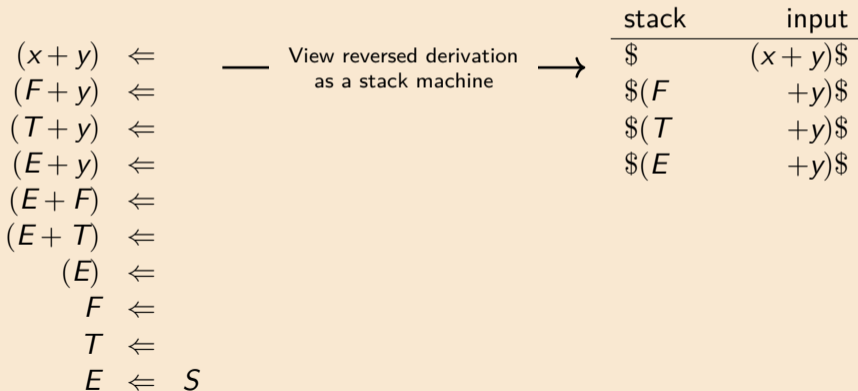 (x + y) ⇐
(F + y) ⇐
(T + y) ⇐
(E + y) ⇐
(E + F) ⇐
(E + T) ⇐
(E) ⇐
F ⇐
T ⇐
E ⇐ S
View reversed derivation
as a stack machine
stack input
$ (x + y)$
$(F +y)$
$(T +y)$
$(E +y)$